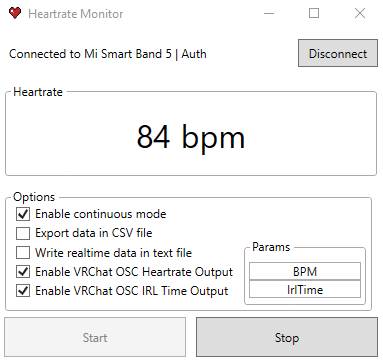 Heartrate Monitor
Connected to Mi Smart Band 5 | Auth
Disconnect
Heartrate
84 bpm
Options
Enable continuous mode
Export data in CSV file
Write realtime data in text file
Enable VRChat OSC Heartrate Output
Enable VRChat OSC IRL Time Output
Params
BPM
IrlTime
Start
Stop